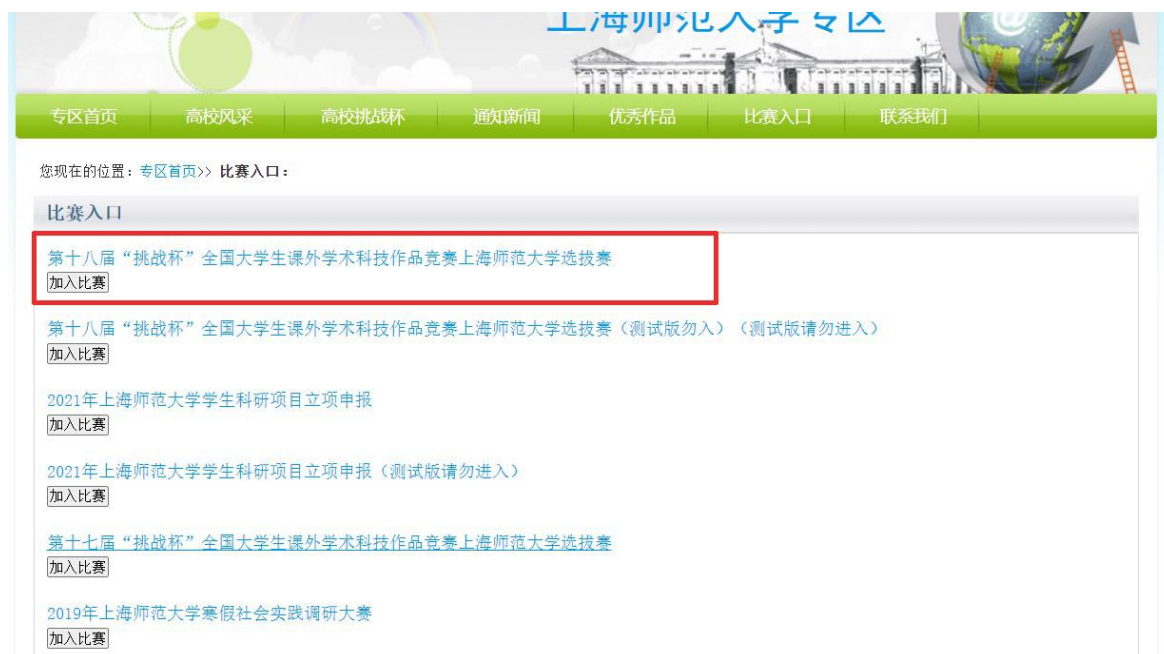 上海师范大学专区
专区首页 高校风采 高校挑战杯 通知新闻 优秀作品 比赛入口 联系我们
您现在的位置：专区首页>> 比赛入口：
比赛入口
第十八届“挑战杯”全国大学生课外学术科技作品竞赛上海师范大学选拔赛
加入比赛
第十八届“挑战杯”全国大学生课外学术科技作品竞赛上海师范大学选拔赛（测试版勿入）（测试版请勿进入）
加入比赛
2021年上海师范大学学生科研项目立项申报
加入比赛
2021年上海师范大学学生科研项目立项申报（测试版请勿进入）
加入比赛
第十七届“挑战杯”全国大学生课外学术科技作品竞赛上海师范大学选拔赛
加入比赛
2019年上海师范大学寒假社会实践调研大赛
加入比赛